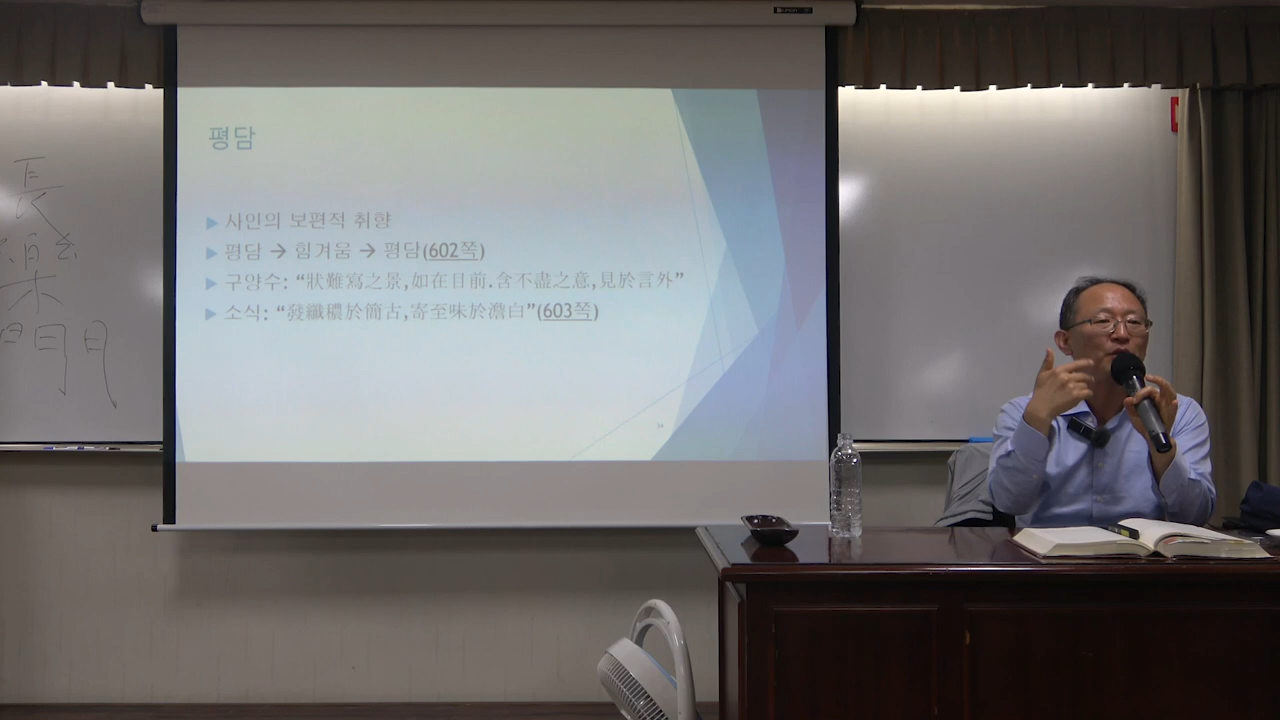 長
樂
門
평담
사인의 보편적 취향
평담 → 힘겨움 → 평담(602쪽)
구양수: “狀難寫之景,如在目前.含不盡之意,見於言外”
소식: “發纖穠於簡古,寄至味於澹白”(603쪽)